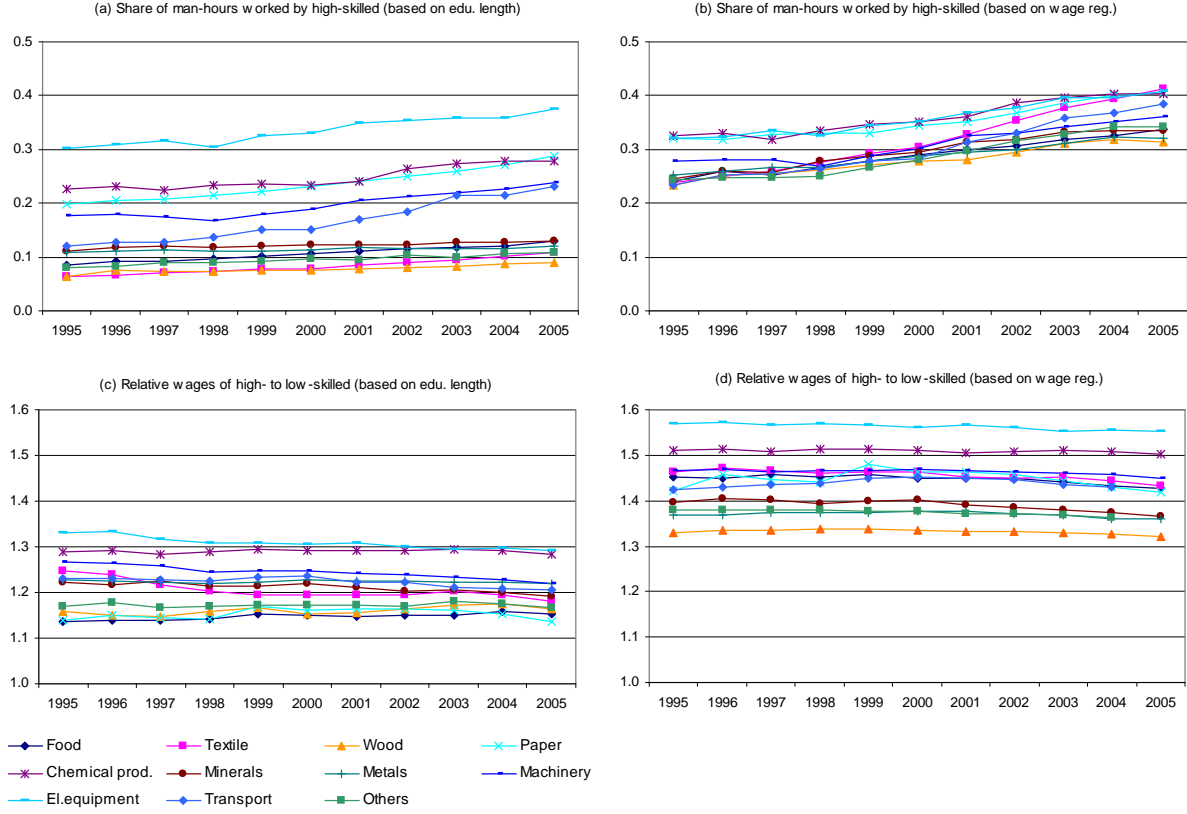 (a) Share of man-hours worked by high-skilled (based on edu. length)
0.5
0.4
0.3
0.2
0.1
0.0
1995 1996 1997 1998 1999 2000 2001 2002 2003 2004 2005
(b) Share of man-hours worked by high-skilled (based on wage reg.)
0.5
0.4
0.3
0.2
0.1
0.0
1995 1996 1997 1998 1999 2000 2001 2002 2003 2004 2005
(c) Relative wages of high- to low-skilled (based on edu. length)
1.6
1.5
1.4
1.3
1.2
1.1
1.0
1995 1996 1997 1998 1999 2000 2001 2002 2003 2004 2005
(d) Relative wages of high- to low-skilled (based on wage reg.)
1.6
1.5
1.4
1.3
1.2
1.1
1.0
1995 1996 1997 1998 1999 2000 2001 2002 2003 2004 2005
Food Textile Wood Paper
Chemical prod. Minerals Metals Machinery
El.equipment Transport Others